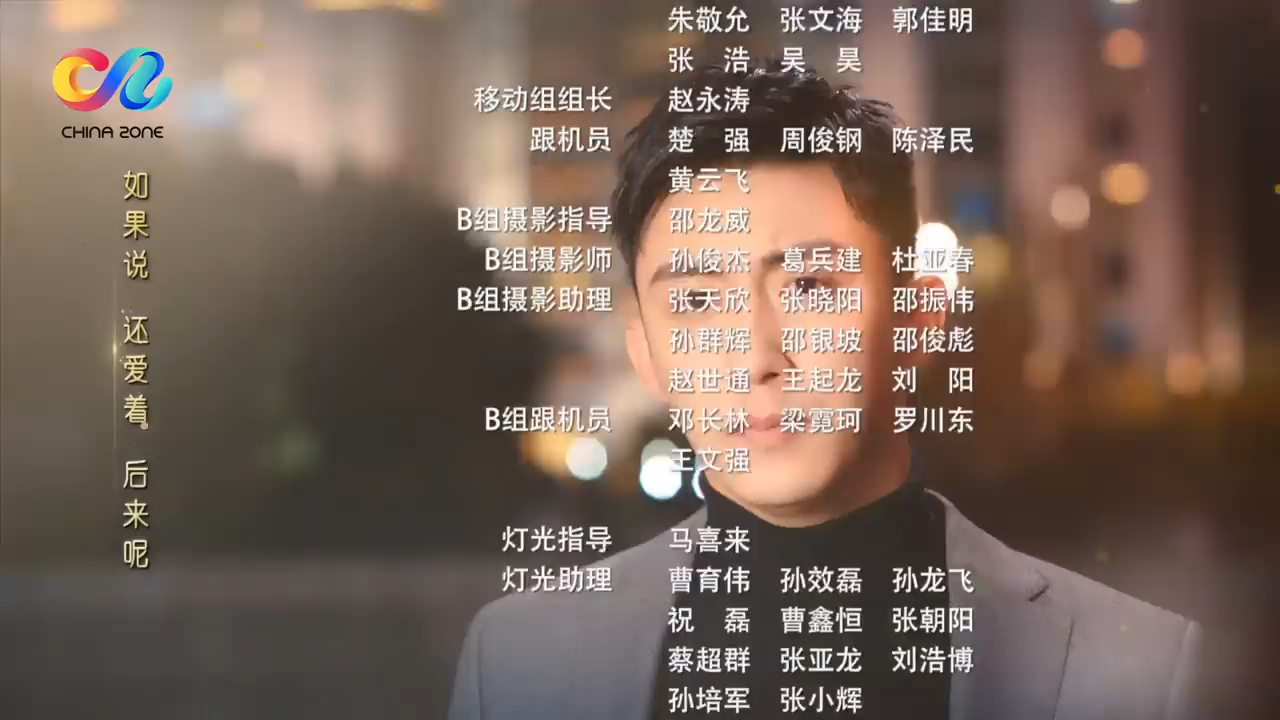 朱敬允 张文海 郭佳明
张 浩 吴 昊
移动组组长 赵永涛
跟机员 楚 强 周俊钢 陈泽民
黄云飞
B组摄影指导 邵龙威
B组摄影师 孙俊杰 葛兵建 杜亚春
B组摄影助理 张天欣 张晓阳 邵振伟
孙群辉 邵银坡 邵俊彪
赵世通 王起龙 刘 阳
B组跟机员 邓长林 梁霓珂 罗川东
王文强
灯光指导 马喜来
灯光助理 曹育伟 孙效磊 孙龙飞
祝 磊 曹鑫恒 张朝阳
蔡超群 张亚龙 刘浩博
孙培军 张小辉
CHINA ZONE
如果说 还爱着 后来呢